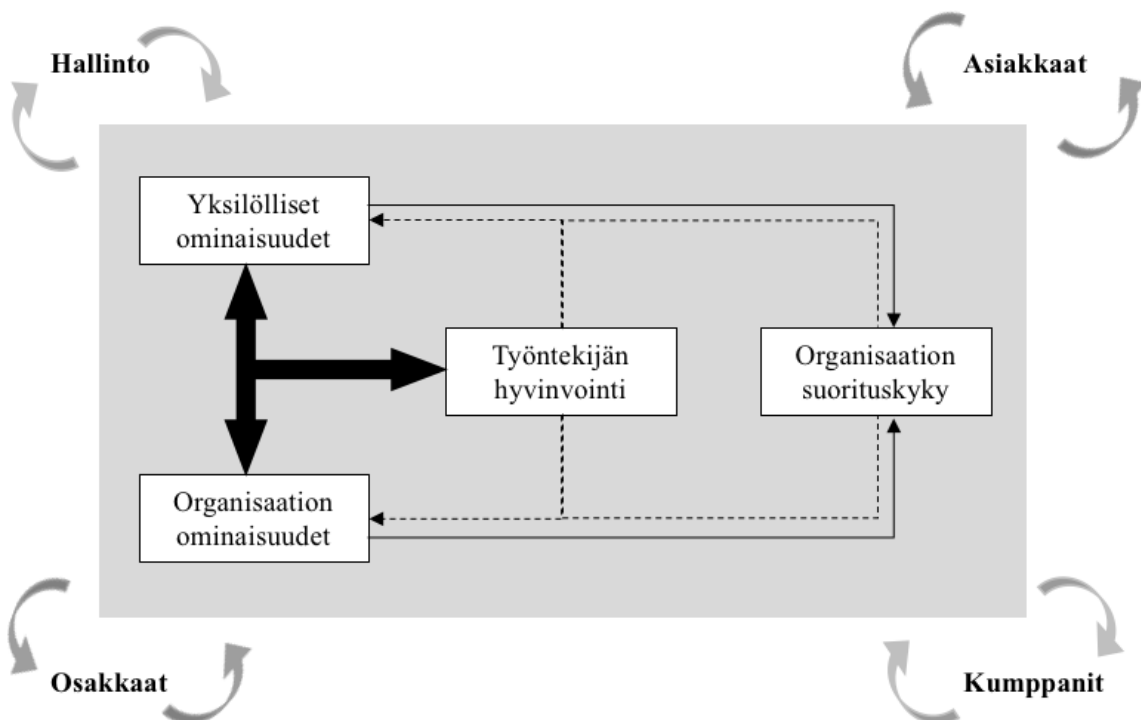 Hallinto
Asiakkaat
Yksilölliset
ominaisuudet
Työntekijän
hyvinvointi
Organisaation
suorituskyky
Organisaation
ominaisuudet
Osakkaat
Kumppanit